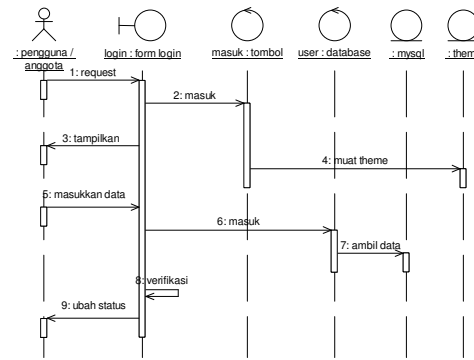 : pengguna /
anggota
login : form login
masuk : tombol
user : database
: mysql
: them
1: request
2: masuk
3: tampilkan
4: muat theme
5: masukkan data
6: masuk
7: ambil data
8: verifikasi
9: ubah status